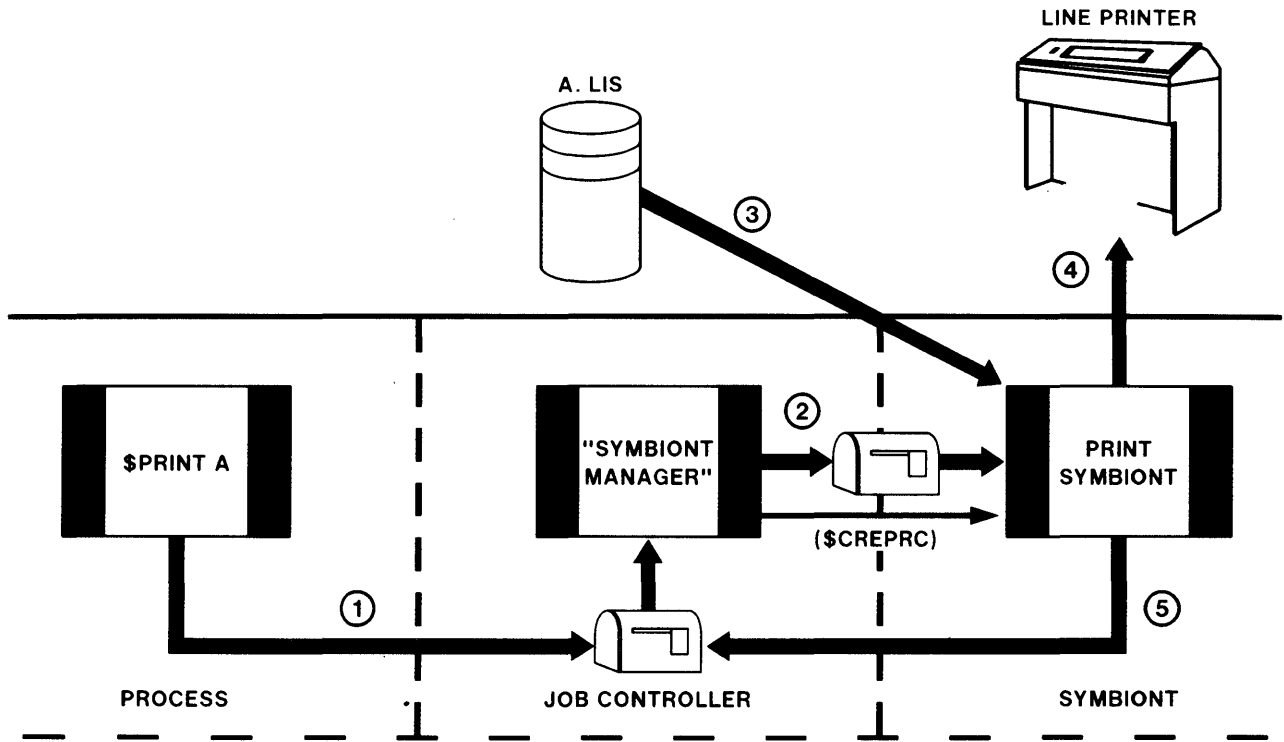 LINE PRINTER
A. LIS
3
4
$PRINT A
"SYMBIONT
MANAGER"
2
PRINT
SYMBIONT
($CREPRC)
1
5
PROCESS
JOB CONTROLLER
SYMBIONT